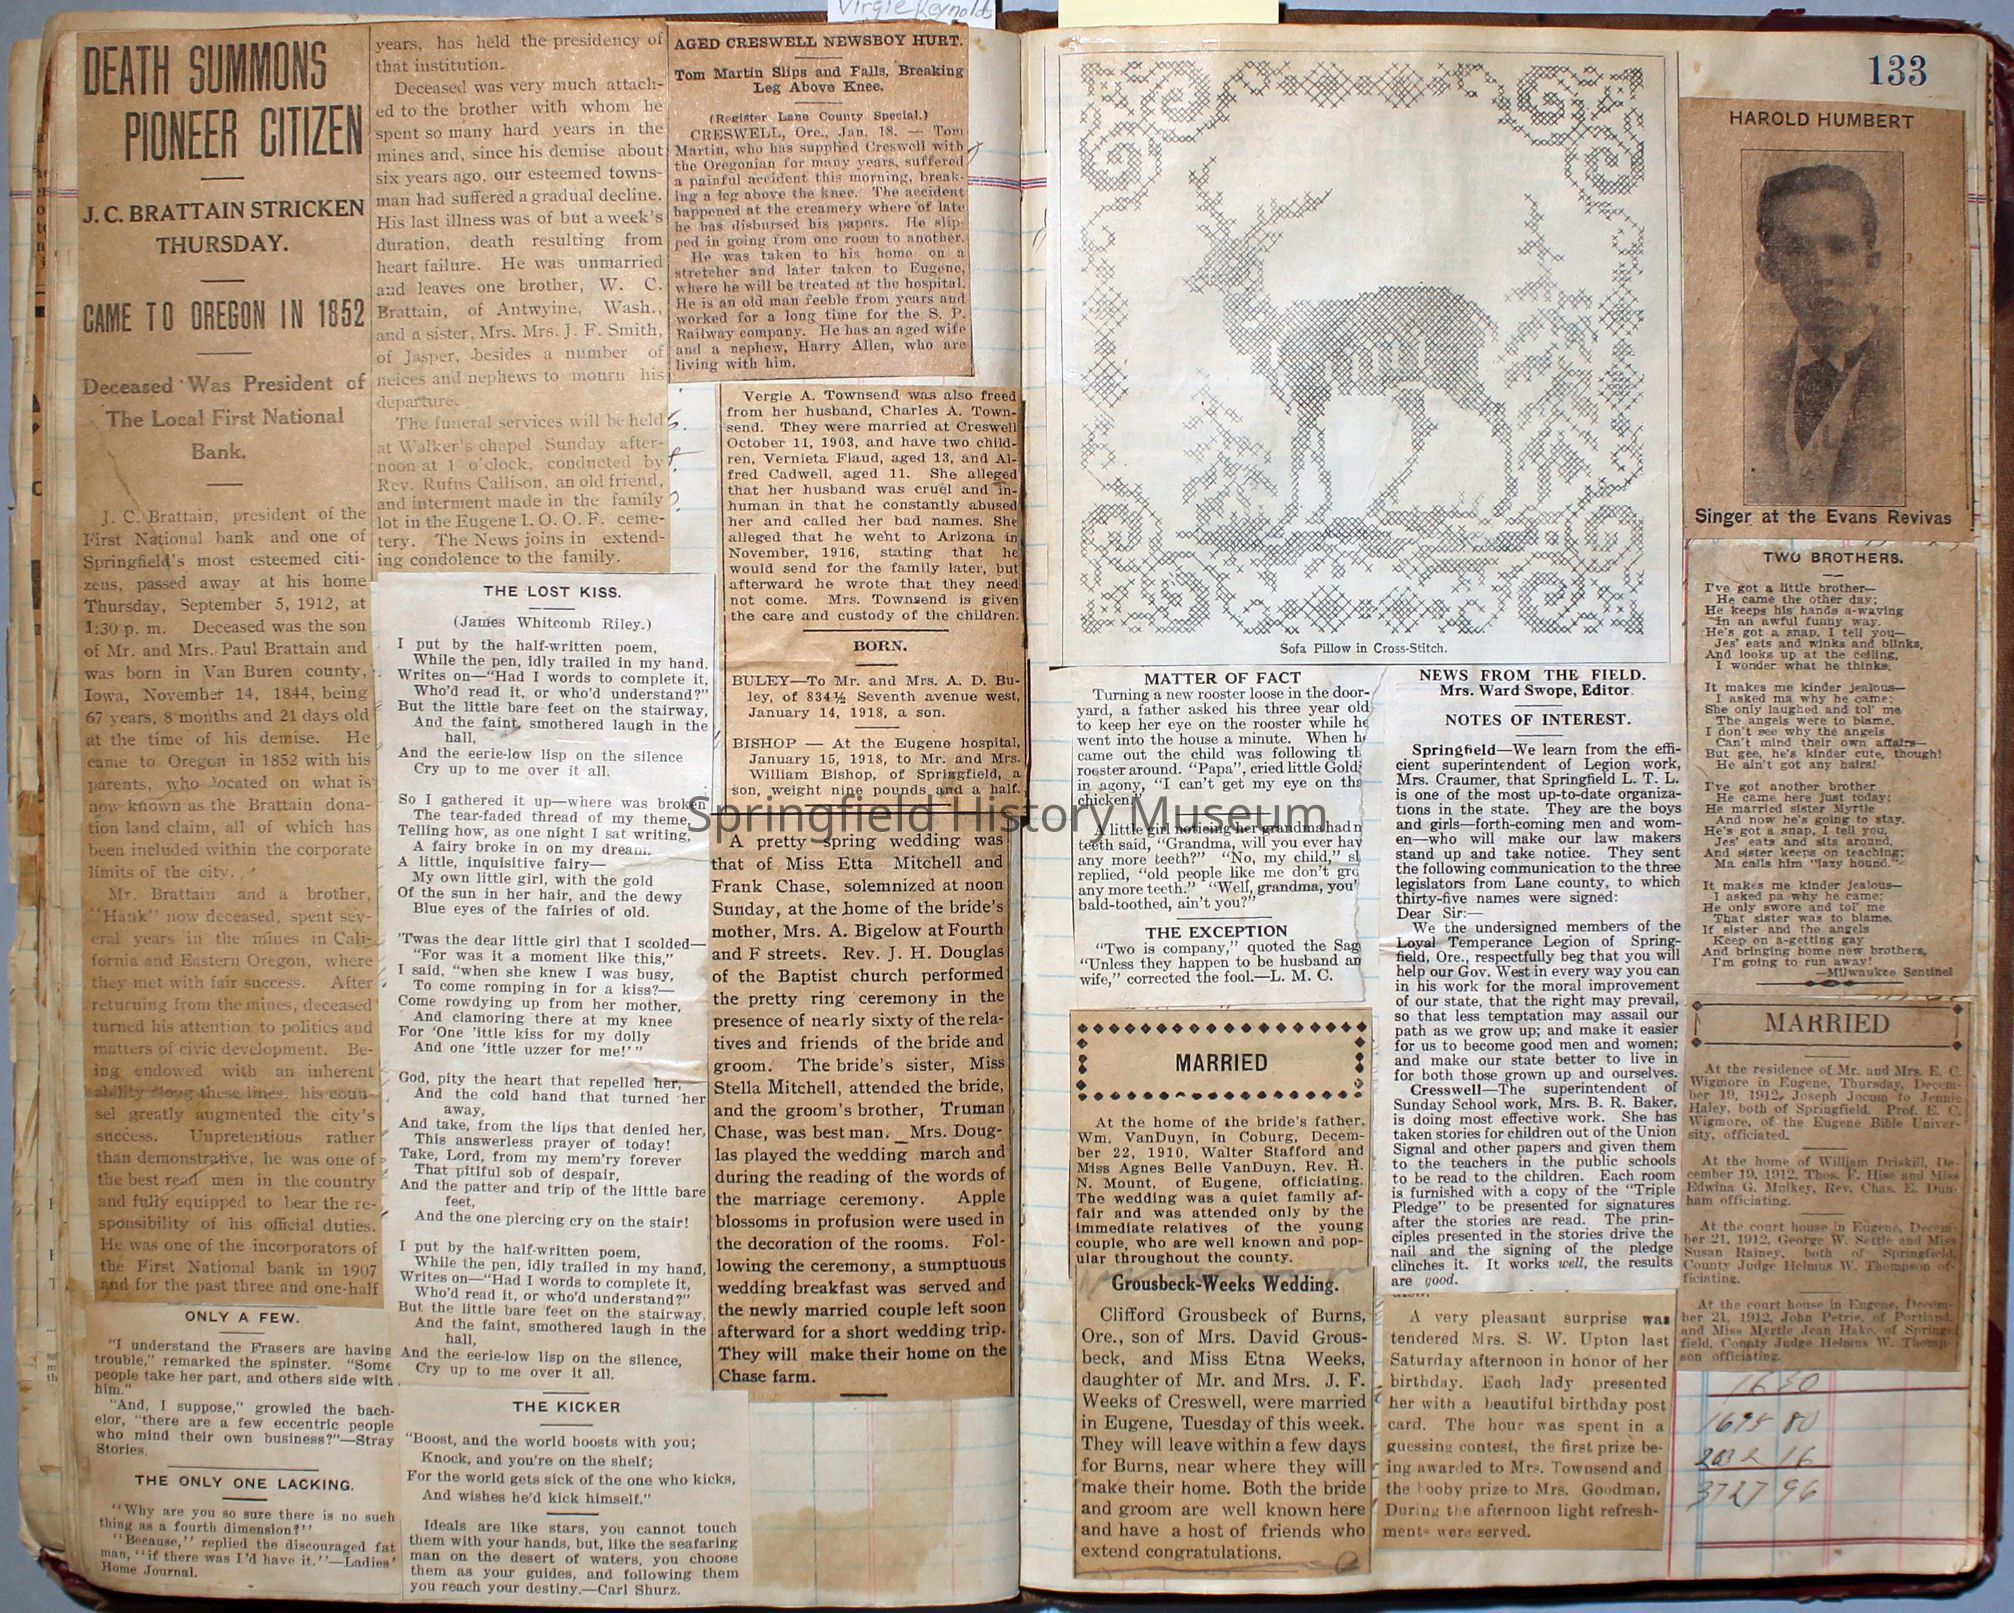 Virgie Reynolds
DEATH SUMMONS
PIONEER CITIZEN
J. C. BRATTAIN STRICKEN
THURSDAY.
CAME TO OREGON IN 1852
Deceased Was President of
The Local First National
Bank.
J. C. Brattain, president of the
First National bank and one of
Springfield's most esteemed citi-
zens, passed away at his home
Thursday, September 5, 1912, at
1:30 p. m. Deceased was the son
of Mr. and Mrs. Paul Brattain and
was born in Van Buren county,
Iowa, November 14, 1844, being
67 years, 8 months and 21 days old
at the time of his demise. He
came to Oregon in 1852 with his
parents, who located on what is
now known as the Brattain dona-
tion land claim, all of which has
been included within the corporate
limits of the city.
Mr. Brattain and a brother,
"Hank" now deceased, spent sev-
eral years in the mines in Cali-
fornia and Eastern Oregon, where
they met with fair success. After
returning from the mines, deceased
turned his attention to politics and
matters of civic development. Be-
ing endowed with an inherent
ability along these lines, his coun-
sel greatly augmented the city's
success. Unpretentious rather
than demonstrative, he was one of
the best read men in the country
and fully equipped to bear the re-
sponsibility of his official duties.
He was one of the incorporators of
the First National bank in 1907
and for the past three and one-half
years, has held the presidency of
that institution.
Deceased was very much attach-
ed to the brother with whom he
spent so many hard years in the
mines and, since his demise about
six years ago, our esteemed towns-
man had suffered a gradual decline.
His last illness was of but a week's
duration, death resulting from
heart failure. He was unmarried
and leaves one brother, W. C.
Brattain, of Antwyine, Wash.,
and a sister, Mrs. Mrs. J. F. Smith,
of Jasper, besides a number of
neices and nephews to mourn his
departure.
The funeral services will be held
at Walker's chapel Sunday after-
noon at 1 o'clock, conducted by
Rev. Rufus Callison, an old friend,
and interment made in the family
lot in the Eugene I. O. O. F. ceme-
tery. The News joins in extend-
ing condolence to the family.
ONLY A FEW.
"I understand the Frasers are having
trouble," remarked the spinster. "Some
people take her part, and others side with
him."
"And, I suppose," growled the bach-
elor, "there are a few eccentric people
who mind their own business?"—Stray
Stories.
THE ONLY ONE LACKING.
"Why are you so sure there is no such
thing as a fourth dimension?"
"Because," replied the discouraged fat
man, "if there was I'd have it."—Ladies'
Home Journal.
THE LOST KISS.
(James Whitcomb Riley.)
I put by the half-written poem,
While the pen, idly trailed in my hand,
Writes on—"Had I words to complete it,
Who'd read it, or who'd understand?"
But the little bare feet on the stairway,
And the faint, smothered laugh in the
hall,
And the eerie-low lisp on the silence
Cry up to me over it all.
So I gathered it up—where was broken
The tear-faded thread of my theme,
Telling how, as one night I sat writing,
A fairy broke in on my dream.
A little, inquisitive fairy—
My own little girl, with the gold
Of the sun in her hair, and the dewy
Blue eyes of the fairies of old.
'Twas the dear little girl that I scolded—
"For was it a moment like this,"
I said, "when she knew I was busy,
To come romping in for a kiss?—
Come rowdying up from her mother,
And clamoring there at my knee
For 'One 'ittle kiss for my dolly
And one 'ittle uzzer for me!'"
God, pity the heart that repelled her,
And the cold hand that turned her
away,
And take, from the lips that denied her,
This answerless prayer of today!
Take, Lord, from my mem'ry forever
That pitiful sob of despair,
And the patter and trip of the little bare
feet,
And the one piercing cry on the stair!
I put by the half-written poem,
While the pen, idly trailed in my hand,
Writes on—"Had I words to complete it,
Who'd read it, or who'd understand?"
But the little bare feet on the stairway,
And the faint, smothered laugh in the
hall,
And the eerie-low lisp on the silence,
Cry up to me over it all.
THE KICKER
"Boost, and the world boosts with you;
Knock, and you're on the shelf;
For the world gets sick of the one who kicks,
And wishes he'd kick himself."
Ideals are like stars, you cannot touch
them with your hands, but, like the seafaring
man on the desert of waters, you choose
them as your guides, and following them
you reach your destiny.—Carl Shurz.
AGED CRESWELL NEWSBOY HURT.
Tom Martin Slips and Falls, Breaking
Leg Above Knee.
(Register Lane County Special.)
CRESWELL, Ore., Jan. 18. — Tom
Martin, who has supplied Creswell with
the Oregonian for many years, suffered
a painful accident this morning, break-
ing a leg above the knee. The accident
happened at the creamery where of late
he has disbursed his papers. He slip-
ped in going from one room to another.
He was taken to his home on a
stretcher and later taken to Eugene,
where he will be treated at the hospital.
He is an old man feeble from years and
worked for a long time for the S. P.
Railway company. He has an aged wife
and a nephew, Harry Allen, who are
living with him.
Vergie A. Townsend was also freed
from her husband, Charles A. Town-
send. They were married at Creswell
October 11, 1903, and have two child-
ren, Vernieta Flaud, aged 13, and Al-
fred Cadwell, aged 11. She alleged
that her husband was cruel and in-
human in that he constantly abused
her and called her bad names. She
alleged that he weht to Arizona in
November, 1916, stating that he
would send for the family later, but
afterward he wrote that they need
not come. Mrs. Townsend is given
the care and custody of the children.
BORN.
BULEY—To Mr. and Mrs. A. D. Bu-
ley, of 834½ Seventh avenue west,
January 14, 1918, a son.
BISHOP — At the Eugene hospital,
January 15, 1918, to Mr. and Mrs.
William Bishop, of Springfield, a
son, weight nine pounds and a half.
Springfield History Museum
A pretty spring wedding was
that of Miss Etta Mitchell and
Frank Chase, solemnized at noon
Sunday, at the home of the bride's
mother, Mrs. A. Bigelow at Fourth
and F streets. Rev. J. H. Douglas
of the Baptist church performed
the pretty ring ceremony in the
presence of nearly sixty of the rela-
tives and friends of the bride and
groom. The bride's sister, Miss
Stella Mitchell, attended the bride,
and the groom's brother, Truman
Chase, was best man. Mrs. Doug-
las played the wedding march and
during the reading of the words of
the marriage ceremony. Apple
blossoms in profusion were used in
the decoration of the rooms. Fol-
lowing the ceremony, a sumptuous
wedding breakfast was served and
the newly married couple left soon
afterward for a short wedding trip.
They will make their home on the
Chase farm.
133
Sofa Pillow in Cross-Stitch.
MATTER OF FACT
Turning a new rooster loose in the door-
yard, a father asked his three year old
to keep her eye on the rooster while he
went into the house a minute. When h
came out the child was following th
rooster around. "Papa", cried little Goldi
in agony, "I can't get my eye on tha
chicken."
A little girl noticing her grandma had n
teeth said, "Grandma, will you ever hav
any more teeth?" "No, my child," sh
replied, "old people like me don't gro
any more teeth." "Well, grandma, you'
bald-toothed, ain't you?"
THE EXCEPTION
"Two is company," quoted the Sag
"Unless they happen to be husband an
wife," corrected the fool.—L. M. C.
MARRIED
At the home of the bride's father,
Wm. VanDuyn, in Coburg, Decem-
ber 22, 1910, Walter Stafford and
Miss Agnes Belle VanDuyn, Rev. H.
N. Mount, of Eugene, officiating.
The wedding was a quiet family af-
fair and was attended only by the
immediate relatives of the young
couple, who are well known and pop-
ular throughout the county.
Grousbeck-Weeks Wedding.
Clifford Grousbeck of Burns,
Ore., son of Mrs. David Grous-
beck, and Miss Etna Weeks,
daughter of Mr. and Mrs. J. F.
Weeks of Creswell, were married
in Eugene, Tuesday of this week.
They will leave within a few days
for Burns, near where they will
make their home. Both the bride
and groom are well known here
and have a host of friends who
extend congratulations.
NEWS FROM THE FIELD.
Mrs. Ward Swope, Editor.
NOTES OF INTEREST.
Springfield—We learn from the effi-
cient superintendent of Legion work,
Mrs. Craumer, that Springfield L. T. L.
is one of the most up-to-date organiza-
tions in the state. They are the boys
and girls—forth-coming men and wom-
en—who will make our law makers
stand up and take notice. They sent
the following communication to the three
legislators from Lane county, to which
thirty-five names were signed:
Dear Sir:—
We the undersigned members of the
Loyal Temperance Legion of Spring-
field, Ore., respectfully beg that you will
help our Gov. West in every way you can
in his work for the moral improvement
of our state, that the right may prevail,
so that less temptation may assail our
path as we grow up; and make it easier
for us to become good men and women;
and make our state better to live in
for both those grown up and ourselves.
Cresswell—The superintendent of
Sunday School work, Mrs. B. R. Baker,
is doing most effective work. She has
taken stories for children out of the Union
Signal and other papers and given them
to the teachers in the public schools
to be read to the children. Each room
is furnished with a copy of the "Triple
Pledge" to be presented for signatures
after the stories are read. The prin-
ciples presented in the stories drive the
nail and the signing of the pledge
clinches it. It works well, the results
are good.
A very pleasant surprise was
tendered Mrs. S. W. Upton last
Saturday afternoon in honor of her
birthday. Each lady presented
her with a beautiful birthday post
card. The hour was spent in a
guessing contest, the first prize be-
ing awarded to Mrs. Townsend and
the booby prize to Mrs. Goodman.
During the afternoon light refresh-
ments were served.
HAROLD HUMBERT
Singer at the Evans Revivas
TWO BROTHERS.
I've got a little brother—
He came the other day;
He keeps his hands a-waving
In an awful funny way.
He's got a snap, I tell you—
Jes' eats and winks and blinks,
And looks up at the ceiling,
I wonder what he thinks.
It makes me kinder jealous—
I asked ma why he came;
She only laughed and tol' me
The angels were to blame.
I don't see why the angels
Can't mind their own affairs—
But gee, he's kinder cute, though!
He ain't got any hairs!
I've got another brother
He came here just today;
He married sister Myrtle
And now he's going to stay.
He's got a snap, I tell you,
Jes' eats and sits around,
And sister keeps on teaching;
Ma calls him "lazy hound."
It makes me kinder jealous—
I asked pa why he came;
He only swore and tol' me
That sister was to blame.
If sister and the angels
Keep on a-getting gay
And bringing home new brothers,
I'm going to run away!
—Milwaukee Sentinel
MARRIED
At the residence of Mr. and Mrs. E. C.
Wigmore in Eugene, Thursday, Decem-
ber 19, 1912, Joseph Jocum to Jennie
Haley, both of Springfield. Prof. E. C.
Wigmore, of the Eugene Bible Univer-
sity, officiated.
At the home of William Driskill, De-
cember 19, 1912, Thos. F. Hise and Miss
Edwina G. Mulkey, Rev. Chas. E. Dun-
ham officiating.
At the court house in Eugene, Decem-
ber 21, 1912, George W. Settle and Miss
Susan Rainey, both of Springfield,
County Judge Helmus W. Thompson of-
ficiating.
At the court house in Eugene, Decem-
ber 21, 1912, John Petrie, of Portland,
and Miss Myrtle Jean Hake, of Spring-
field, County Judge Helmus W. Thomp-
son officiating.
1650
1695 80
2032 16
3727 96